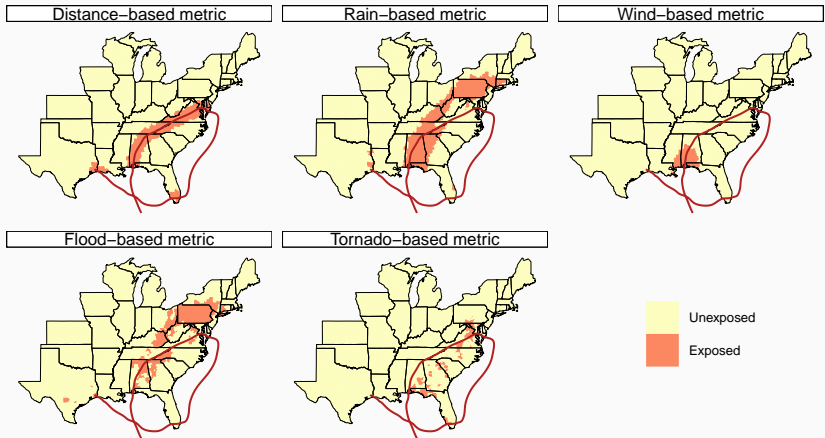 Distance−based metric
Rain−based metric
Wind−based metric
Flood−based metric
Tornado−based metric
Unexposed
Exposed